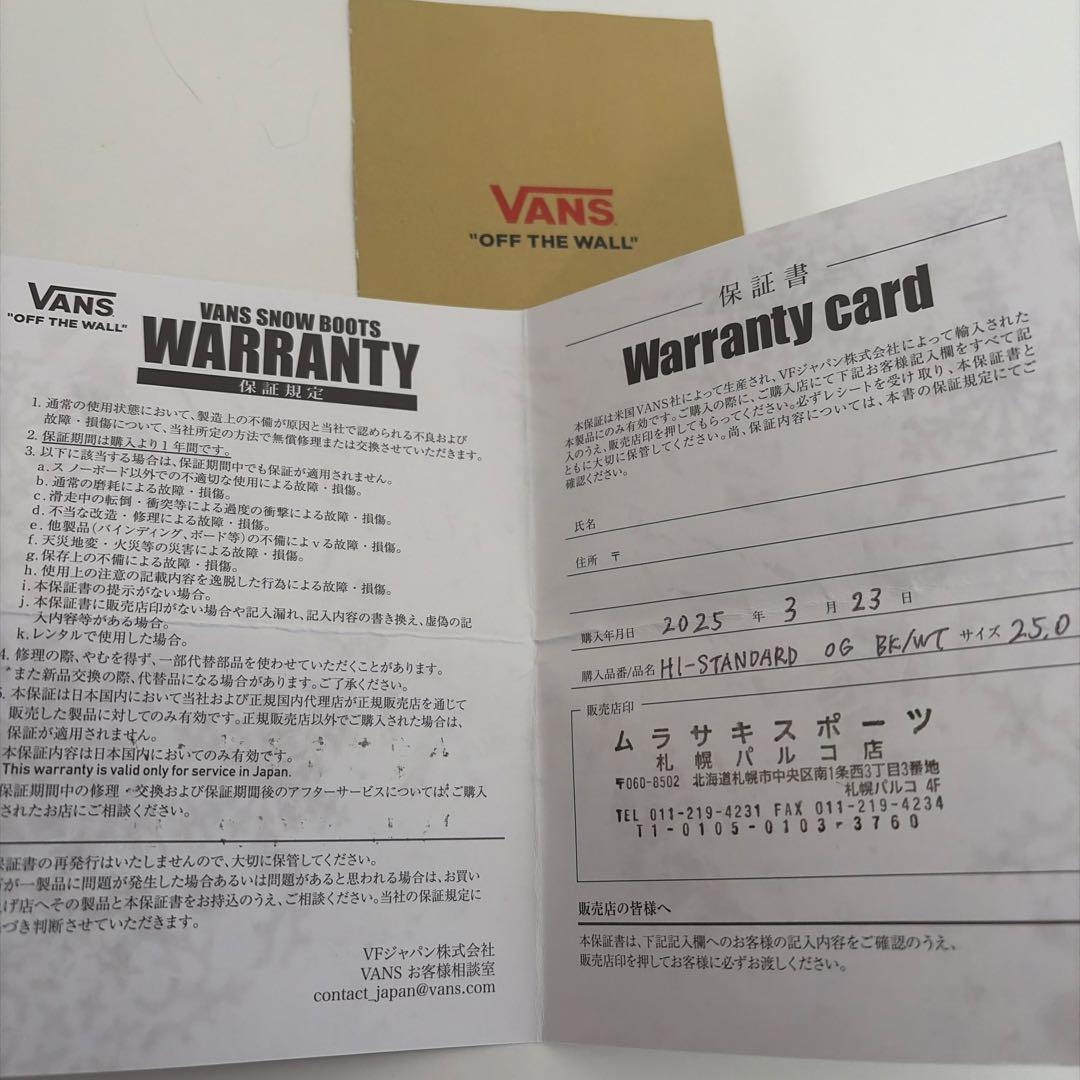 VANS
"OFF THE WALL"
VANS
"OFF THE WALL"
VANS SNOW BOOTS
WARRANTY
保証規定
1. 通常の使用状態において、製造上の不備が原因と当社で認められる不良および
故障・損傷について、当社所定の方法で無償修理または交換させていただきます。
2. 保証期間は購入より1年間です。
3. 以下に該当する場合は、保証期間中でも保証が適用されません。
a. スノーボード以外での不適切な使用による故障・損傷。
b. 通常の磨耗による故障・損傷。
c. 滑走中の転倒・衝突等による過度の衝撃による故障・損傷。
d. 不当な改造・修理による故障・損傷。
e. 他製品(バインディング、ボード等)の不備によvる故障・損傷。
f. 天災地変・火災等の災害による故障・損傷。
g. 保存上の不備による故障・損傷。
h. 使用上の注意の記載内容を逸脱した行為による故障・損傷。
i. 本保証書の提示がない場合。
j. 本保証書に販売店印がない場合や記入漏れ、記入内容の書き換え、虚偽の記
入内容等がある場合。
k. レンタルで使用した場合。
4. 修理の際、やむを得ず、一部代替部品を使わせていただくことがあります。
また新品交換の際、代替品になる場合があります。ご了承ください。
5. 本保証は日本国内において当社および正規国内代理店が正規販売店を通じて
販売した製品に対してのみ有効です。正規販売店以外でご購入された場合は、
保証が適用されません。
本保証内容は日本国内においてのみ有効です。
This warranty is valid only for service in Japan.
保証期間中の修理・交換および保証期間後のアフターサービスについては、ご購入
されたお店にご相談ください。
保証書の再発行はいたしませんので、大切に保管してください。
が一製品に問題が発生した場合あるいは問題があると思われる場合は、お買い
げ店へその製品と本保証書をお持込のうえ、ご相談ください。当社の保証規定に
づき判断させていただきます。
VFジャパン株式会社
VANS お客様相談室
contact_japan@vans.com
保証書
Warranty card
本保証は米国VANS社によって生産され、VFジャパン株式会社によって輸入された
本製品にのみ有効です。ご購入の際に、ご購入店にて下記お客様記入欄をすべて記
入のうえ、販売店印を押してもらってください。必ずレシートを受け取り、本保証書と
ともに大切に保管してください。尚、保証内容については、本書の保証規定にてご
確認ください。
氏名
住所 〒
購入年月日 2025 年 3 月 23 日
購入品番/品名 HI-STANDARD OG BK/WT サイズ 25.0
販売店印
ムラサキスポーツ
札幌パルコ店
〒060-8502 北海道札幌市中央区南1条西3丁目3番地
札幌パルコ 4F
TEL 011-219-4231 FAX 011-219-4234
T1-0105-0103-3760
販売店の皆様へ
本保証書は、下記記入欄へのお客様の記入内容をご確認のうえ、
販売店印を押してお客様に必ずお渡しください。